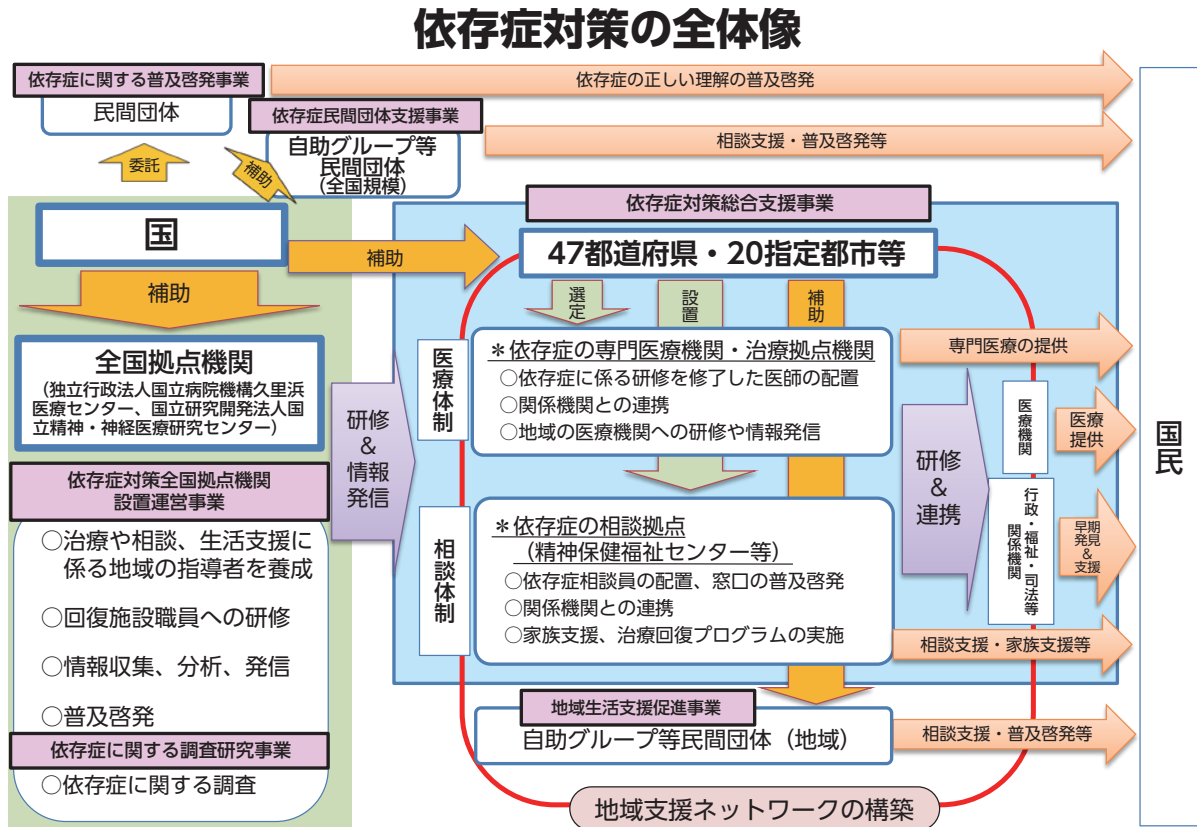 依存症対策の全体像
依存症に関する普及啓発事業
民間団体
依存症の正しい理解の普及啓発
依存症民間団体支援事業
自助グループ等
民間団体
(全国規模)
相談支援・普及啓発等
委託
補助
国
補助
補助
全国拠点機関
(独立行政法人国立病院機構久里浜
医療センター、国立研究開発法人国
立精神・神経医療研究センター)
依存症対策全国拠点機関
設置運営事業
○治療や相談、生活支援に
係る地域の指導者を養成
○回復施設職員への研修
○情報収集、分析、発信
○普及啓発
依存症に関する調査研究事業
○依存症に関する調査
研修
&
情報
発信
依存症対策総合支援事業
47都道府県・20指定都市等
選定
設置
補助
医療体制
*依存症の専門医療機関・治療拠点機関
○依存症に係る研修を修了した医師の配置
○関係機関との連携
○地域の医療機関への研修や情報発信
相談体制
*依存症の相談拠点
(精神保健福祉センター等)
○依存症相談員の配置、窓口の普及啓発
○関係機関との連携
○家族支援、治療回復プログラムの実施
地域生活支援促進事業
自助グループ等民間団体(地域)
地域支援ネットワークの構築
専門医療の提供
研修
&
連携
医療機関
医療
提供
行政・福祉・司法等
関係機関
早期
発見
&
支援
相談支援・家族支援等
相談支援・普及啓発等
国民